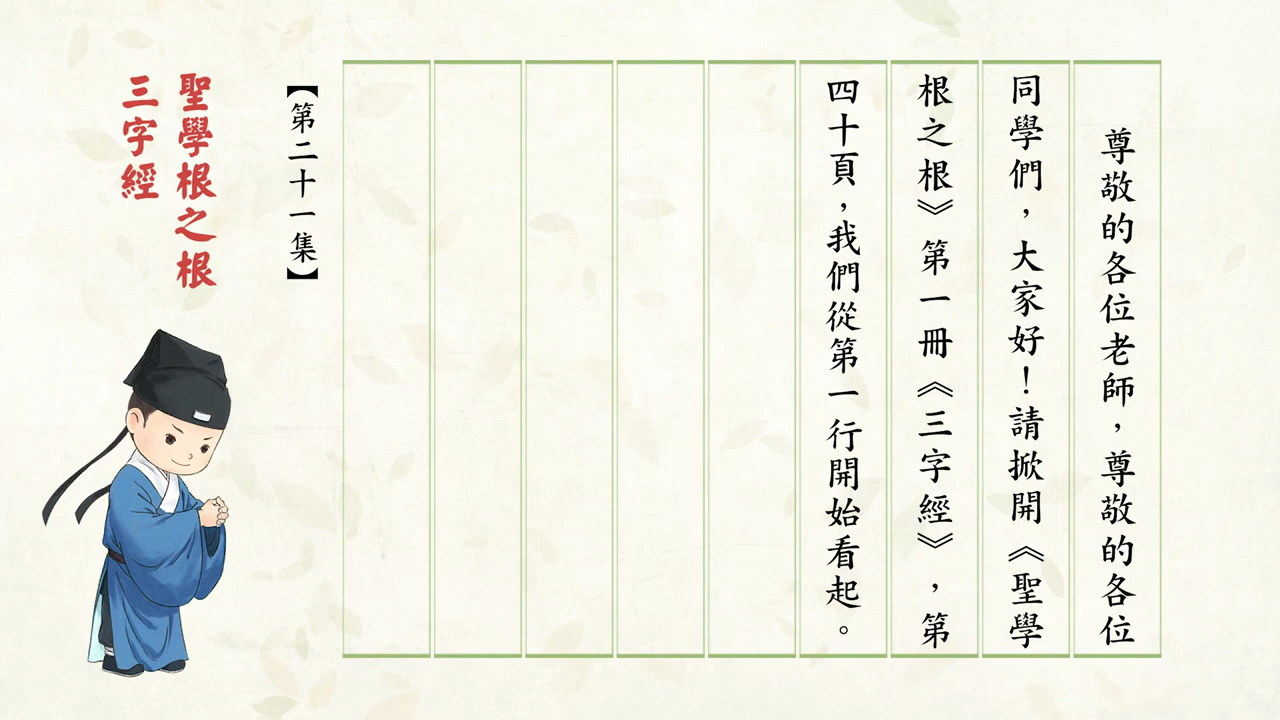 尊敬的各位老師，尊敬的各位
同學們，大家好！請掀開《聖學
根之根》第一冊《三字經》，第
四十頁，我們從第一行開始看起。
【第二十一集】
聖學根之根
三字經